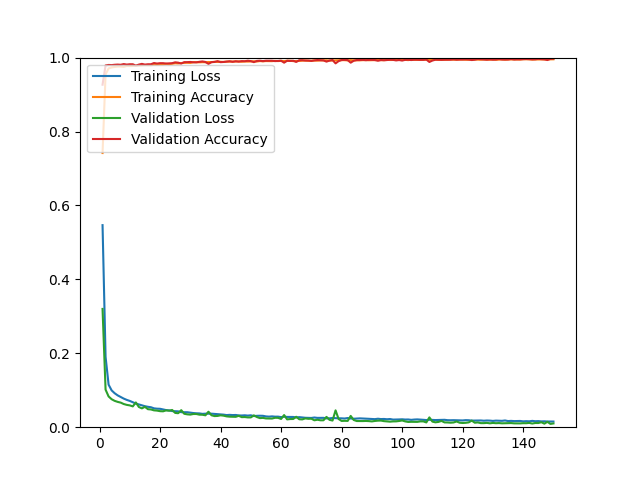 1.0
0.8
0.6
0.4
0.2
0.0
Training Loss
Training Accuracy
Validation Loss
Validation Accuracy
0 20 40 60 80 100 120 140